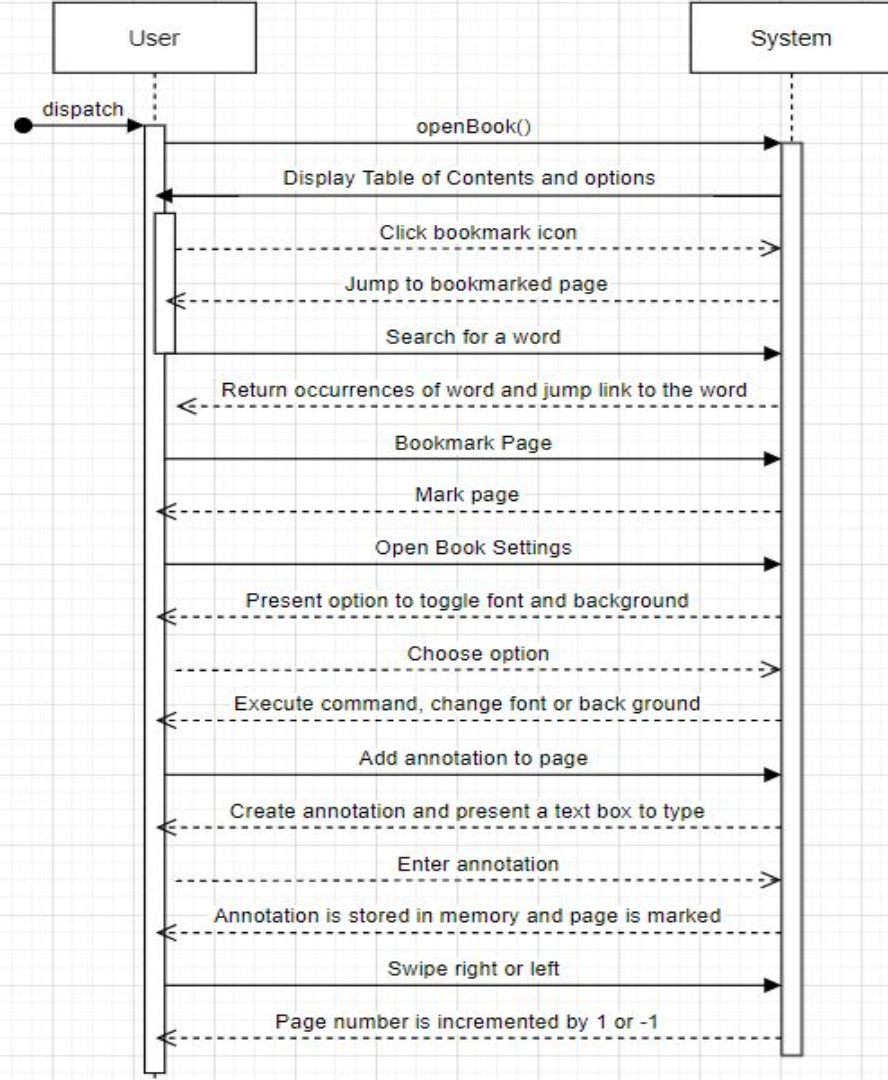 User
System
dispatch
openBook()
Display Table of Contents and options
Click bookmark icon
Jump to bookmarked page
Search for a word
Return occurrences of word and jump link to the word
Bookmark Page
Mark page
Open Book Settings
Present option to toggle font and background
Choose option
Execute command, change font or back ground
Add annotation to page
Create annotation and present a text box to type
Enter annotation
Annotation is stored in memory and page is marked
Swipe right or left
Page number is incremented by 1 or -1